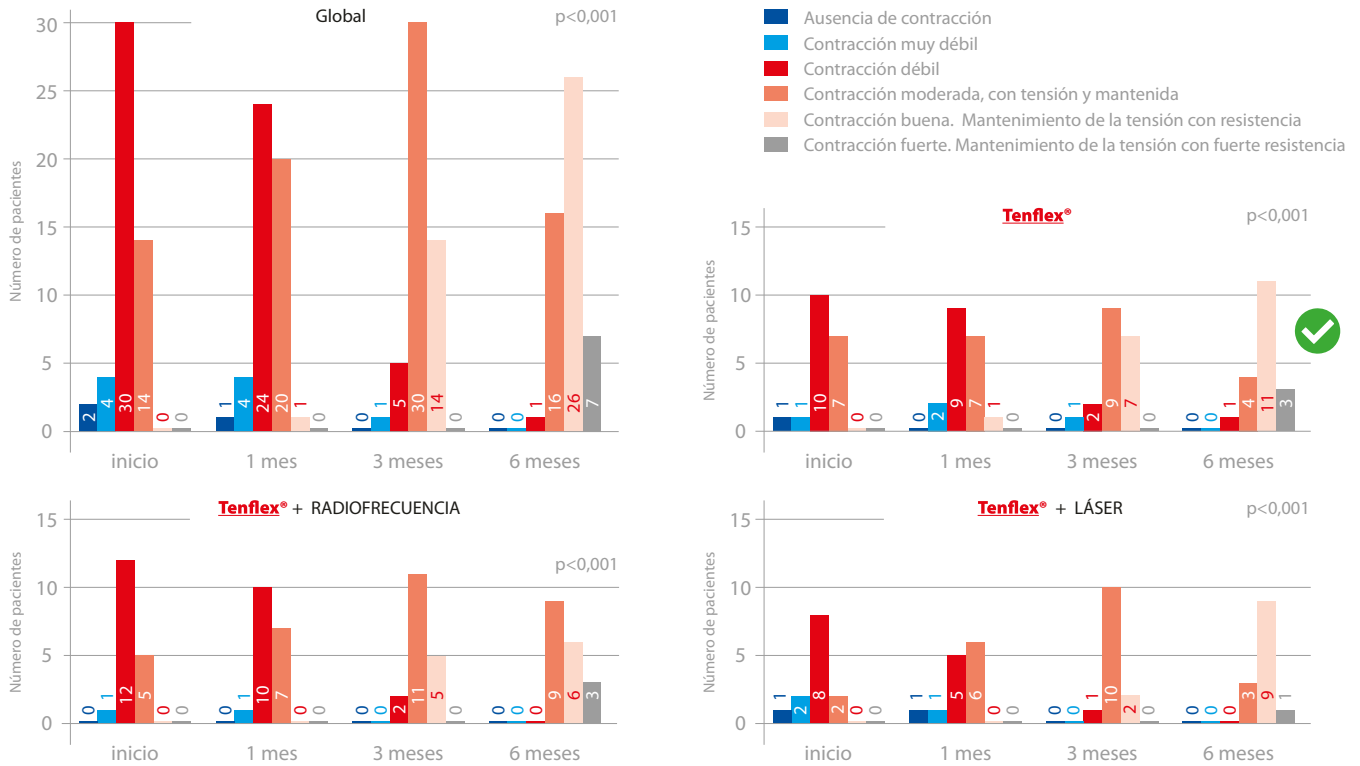 Global
p<0,001
Número de pacientes
30
25
20
15
10
5
0
2 4 30 14 0 0
1 4 24 20 1 0
0 1 5 30 14 0
0 0 1 16 26 7
inicio 1 mes 3 meses 6 meses
Ausencia de contracción
Contracción muy débil
Contracción débil
Contracción moderada, con tensión y mantenida
Contracción buena. Mantenimiento de la tensión con resistencia
Contracción fuerte. Mantenimiento de la tensión con fuerte resistencia
Tenflex®
p<0,001
Número de pacientes
15
10
5
0
1 1 10 7 0 0
0 2 9 7 1 0
0 1 2 9 7 0
0 0 1 4 11 3
inicio 1 mes 3 meses 6 meses
Tenflex® + RADIOFRECUENCIA
p<0,001
Número de pacientes
15
10
5
0
0 1 12 5 0 0
0 1 10 7 0 0
0 0 2 11 5 0
0 0 0 9 6 3
inicio 1 mes 3 meses 6 meses
Tenflex® + LÁSER
p<0,001
Número de pacientes
15
10
5
0
1 2 8 2 0 0
1 1 5 6 0 0
0 0 1 10 2 0
0 0 0 3 9 1
inicio 1 mes 3 meses 6 meses